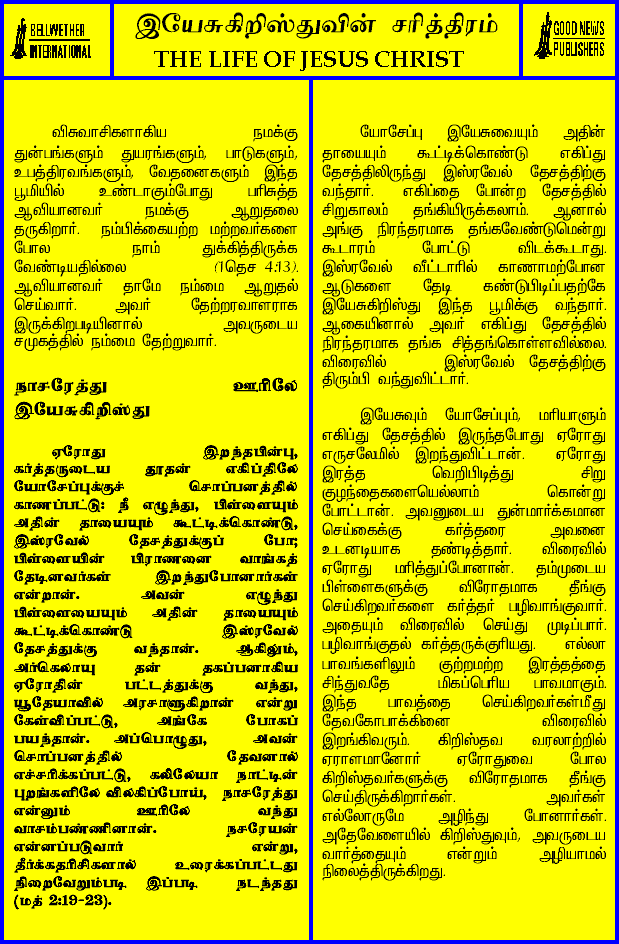 BELLWETHER
INTERNATIONAL
இயேசுகிறிஸ்துவின் சரித்திரம்
THE LIFE OF JESUS CHRIST
GOOD NEWS
PUBLISHERS
விசுவாசிகளாகிய நமக்கு
துன்பங்களும் துயரங்களும், பாடுகளும்,
உபத்திரவங்களும், வேதனைகளும் இந்த
பூமியில் உண்டாகும்போது பரிசுத்த
ஆவியானவர் நமக்கு ஆறுதலை
தருகிறார். நம்பிக்கையற்ற மற்றவர்களை
போல நாம் துக்கித்திருக்க
வேண்டியதில்லை (1தெச 4:13).
ஆவியானவர் தாமே நம்மை ஆறுதல்
செய்வார். அவர் தேற்றரவாளராக
இருக்கிறபடியினால் அவருடைய
சமுகத்தில் நம்மை தேற்றுவார்.
நாசரேத்து ஊரிலே
இயேசுகிறிஸ்து
ஏரோது இறந்தபின்பு,
கர்த்தருடைய தூதன் எகிப்திலே
யோசேப்புக்குச் சொப்பனத்தில்
காணப்பட்டு: நீ எழுந்து, பிள்ளையும்
அதின் தாயையும் கூட்டிக்கொண்டு,
இஸ்ரவேல் தேசத்துக்குப் போ;
பிள்ளையின் பிராணனை வாங்கத்
தேடினவர்கள் இறந்துபோனார்கள்
என்றான். அவன் எழுந்து
பிள்ளையையும் அதின் தாயையும்
கூட்டிக்கொண்டு இஸ்ரவேல்
தேசத்துக்கு வந்தான். ஆகிலும்,
அர்கெலாயு தன் தகப்பனாகிய
ஏரோதின் பட்டத்துக்கு வந்து,
யூதேயாவில் அரசாளுகிறான் என்று
கேள்விப்பட்டு, அங்கே போகப்
பயந்தான். அப்பொழுது, அவன்
சொப்பனத்தில் தேவனால்
எச்சரிக்கப்பட்டு, கலிலேயா நாட்டின்
புறங்களிலே விலகிப்போய், நாசரேத்து
என்னும் ஊரிலே வந்து
வாசம்பண்ணினான். நசரேயன்
என்னப்படுவார் என்று,
தீர்க்கதரிசிகளால் உரைக்கப்பட்டது
நிறைவேறும்படி இப்படி நடந்தது
(மத் 2:19-23).
யோசேப்பு இயேசுவையும் அதின்
தாயையும் கூட்டிக்கொண்டு எகிப்து
தேசத்திலிருந்து இஸ்ரவேல் தேசத்திற்கு
வந்தார். எகிப்தை போன்ற தேசத்தில்
சிறுகாலம் தங்கியிருக்கலாம். ஆனால்
அங்கு நிரந்தரமாக தங்கவேண்டுமென்று
கூடாரம் போட்டு விடக்கூடாது.
இஸ்ரவேல் வீட்டாரில் காணாமற்போன
ஆடுகளை தேடி கண்டுபிடிப்பதற்கே
இயேசுகிறிஸ்து இந்த பூமிக்கு வந்தார்.
ஆகையினால் அவர் எகிப்து தேசத்தில்
நிரந்தரமாக தங்க சித்தங்கொள்ளவில்லை.
விரைவில் இஸ்ரவேல் தேசத்திற்கு
திரும்பி வந்துவிட்டார்.
இயேசுவும் யோசேப்பும், மரியாளும்
எகிப்து தேசத்தில் இருந்தபோது ஏரோது
எருசலேமில் இறந்துவிட்டான். ஏரோது
இரத்த வெறிபிடித்து சிறு
குழந்தைகளையெல்லாம் கொன்று
போட்டான். அவனுடைய துன்மார்க்கமான
செய்கைக்கு கர்த்தரை அவனை
உடனடியாக தண்டித்தார். விரைவில்
ஏரோது மரித்துப்போனான். தம்முடைய
பிள்ளைகளுக்கு விரோதமாக தீங்கு
செய்கிறவர்களை கர்த்தர் பழிவாங்குவார்.
அதையும் விரைவில் செய்து முடிப்பார்.
பழிவாங்குதல் கர்த்தருக்குரியது. எல்லா
பாவங்களிலும் குற்றமற்ற இரத்தத்தை
சிந்துவதே மிகப்பெரிய பாவமாகும்.
இந்த பாவத்தை செய்கிறவர்கள்மீது
தேவகோபாக்கினை விரைவில்
இறங்கிவரும். கிறிஸ்தவ வரலாற்றில்
ஏராளமானோர் ஏரோதுவை போல
கிறிஸ்தவர்களுக்கு விரோதமாக தீங்கு
செய்திருக்கிறார்கள். அவர்கள்
எல்லோருமே அழிந்து போனார்கள்.
அதேவேளையில் கிறிஸ்துவும், அவருடைய
வார்த்தையும் என்றும் அழியாமல்
நிலைத்திருக்கிறது.